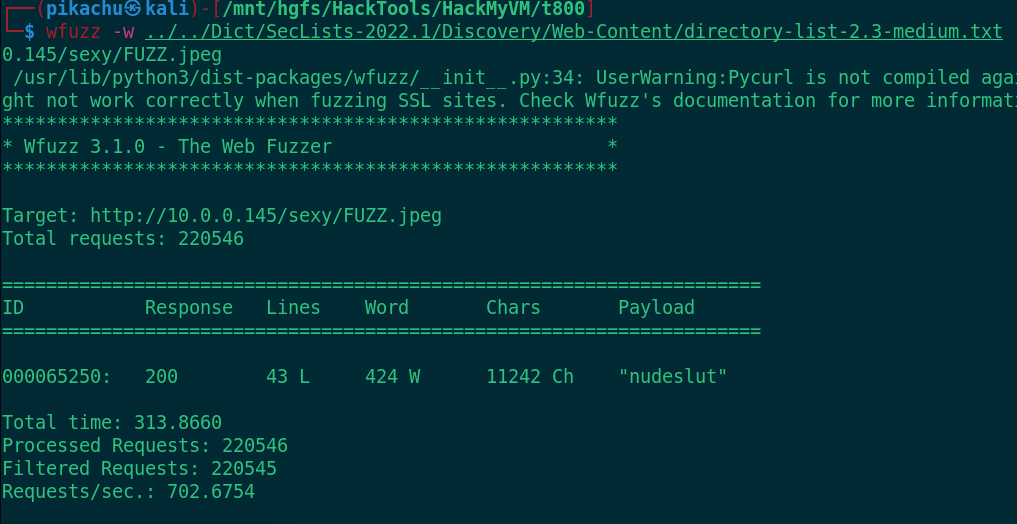 (pikachu㉿kali)-[/mnt/hgfs/HackTools/HackMyVM/t800]
$ wfuzz -w ../../Dict/SecLists-2022.1/Discovery/Web-Content/directory-list-2.3-medium.txt
0.145/sexy/FUZZ.jpeg
/usr/lib/python3/dist-packages/wfuzz/__init__.py:34: UserWarning:Pycurl is not compiled agai
ght not work correctly when fuzzing SSL sites. Check Wfuzz's documentation for more informati
********************************************************
* Wfuzz 3.1.0 - The Web Fuzzer                         *
********************************************************
Target: http://10.0.0.145/sexy/FUZZ.jpeg
Total requests: 220546
=====================================================================
ID           Response   Lines    Word       Chars       Payload
=====================================================================
000065250:   200        43 L     424 W      11242 Ch    "nudeslut"
Total time: 313.8660
Processed Requests: 220546
Filtered Requests: 220545
Requests/sec.: 702.6754